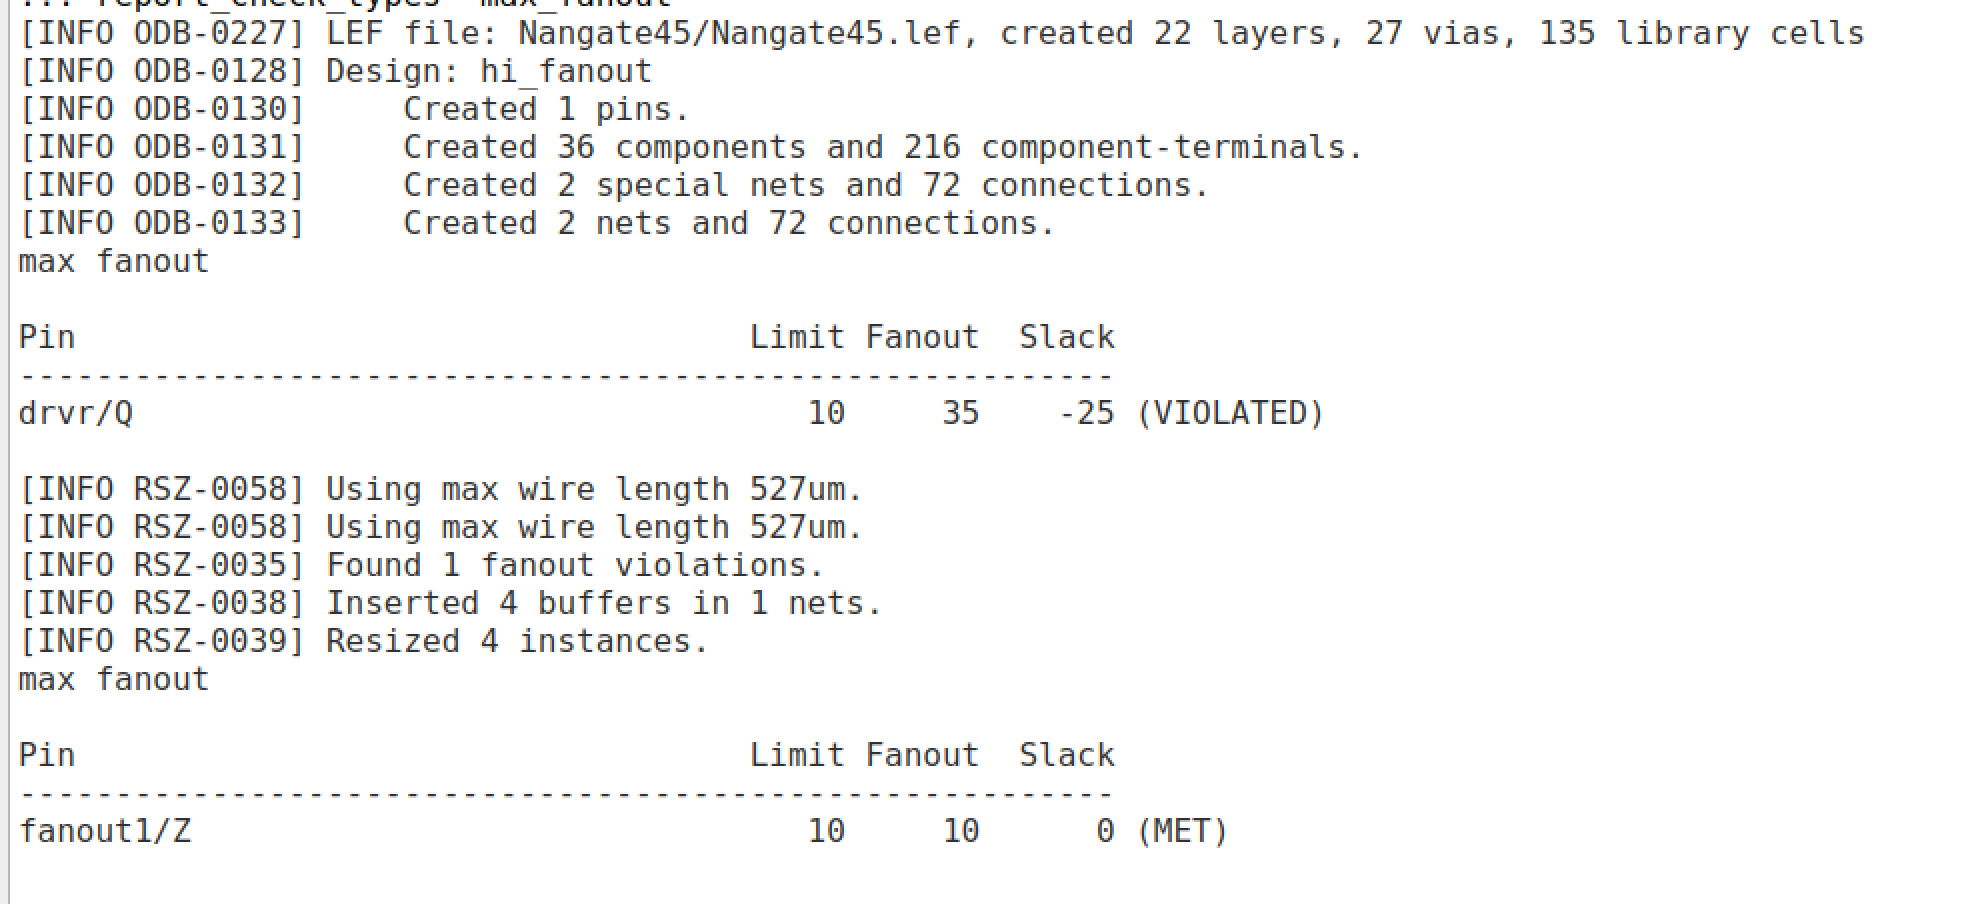 ... report_check_types -max_fanout
[INFO ODB-0227] LEF file: Nangate45/Nangate45.lef, created 22 layers, 27 vias, 135 library cells
[INFO ODB-0128] Design: hi_fanout
[INFO ODB-0130]     Created 1 pins.
[INFO ODB-0131]     Created 36 components and 216 component-terminals.
[INFO ODB-0132]     Created 2 special nets and 72 connections.
[INFO ODB-0133]     Created 2 nets and 72 connections.
max fanout
Pin                                   Limit Fanout  Slack
---------------------------------------------------------
drvr/Q                                   10     35    -25 (VIOLATED)
[INFO RSZ-0058] Using max wire length 527um.
[INFO RSZ-0058] Using max wire length 527um.
[INFO RSZ-0035] Found 1 fanout violations.
[INFO RSZ-0038] Inserted 4 buffers in 1 nets.
[INFO RSZ-0039] Resized 4 instances.
max fanout
Pin                                   Limit Fanout  Slack
---------------------------------------------------------
fanout1/Z                                10     10      0 (MET)